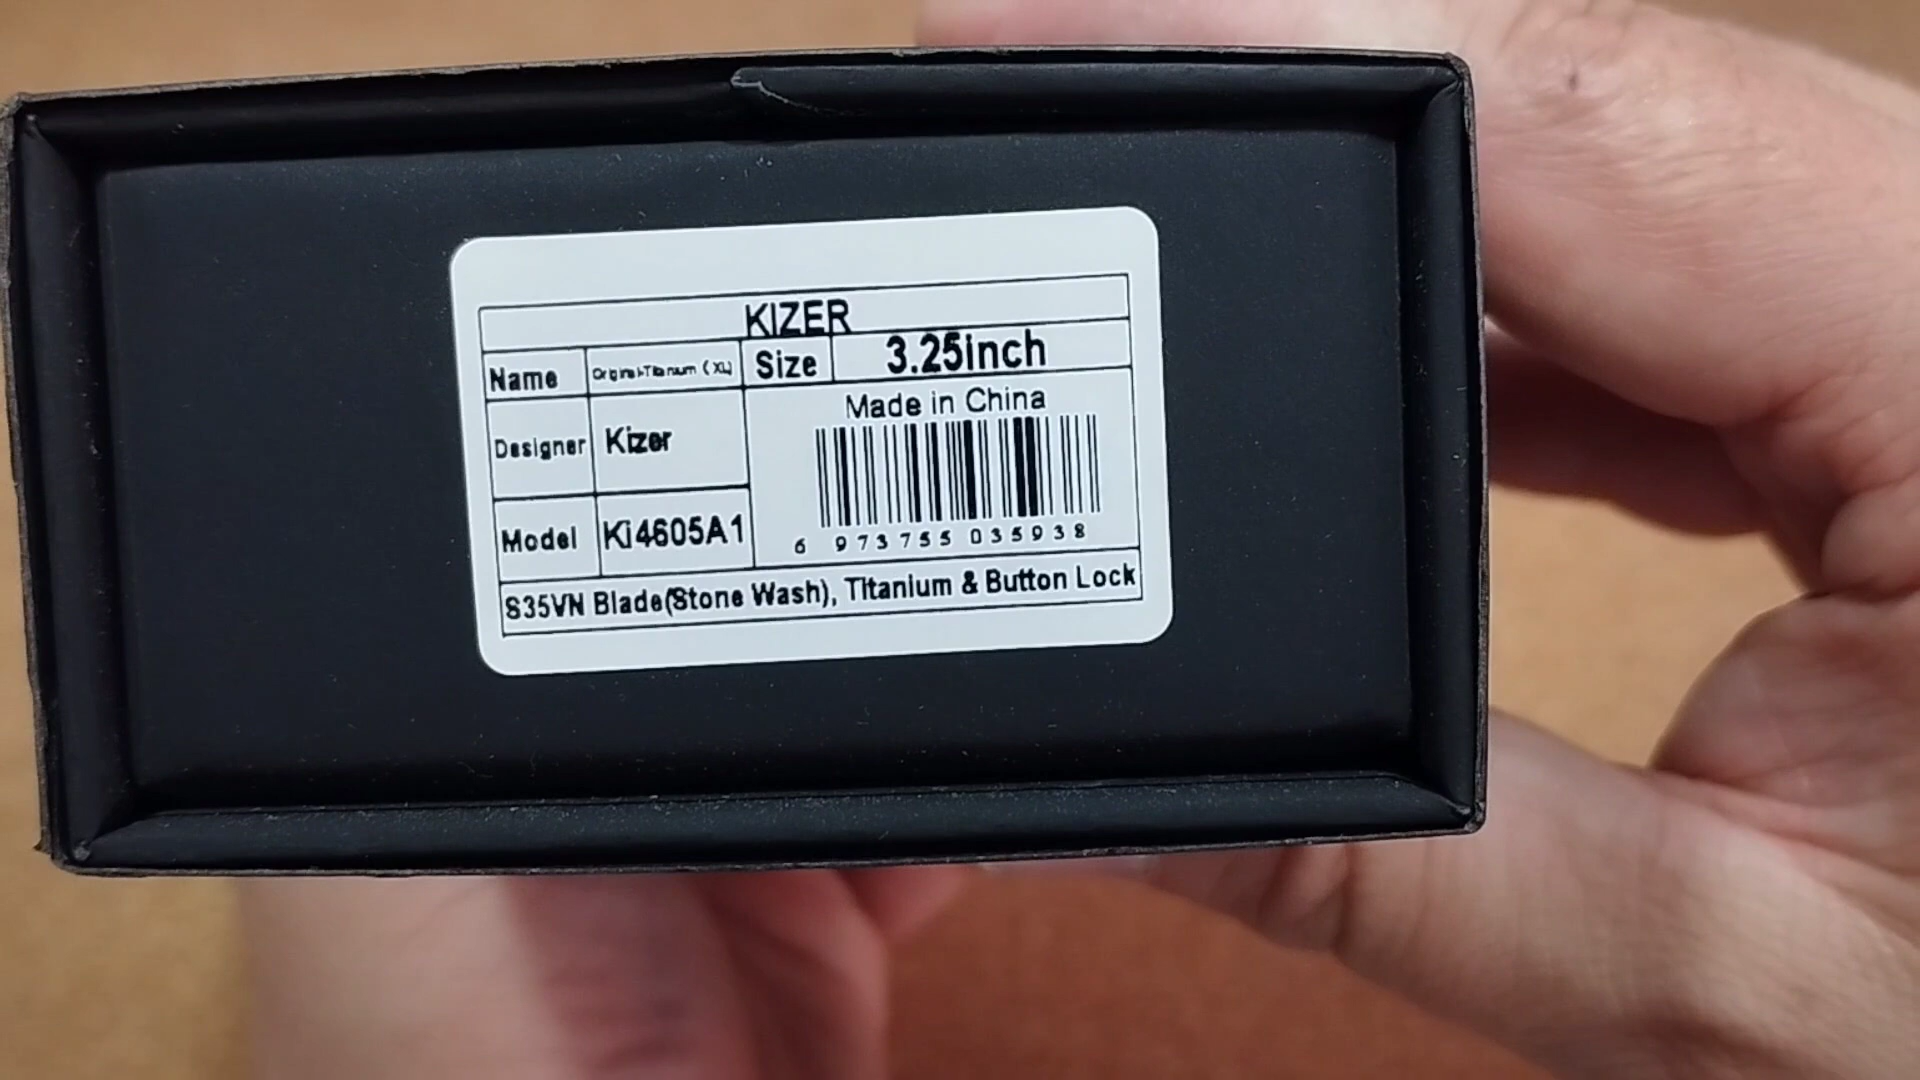 KIZER
Name Original-Titanium (XL) Size 3.25inch
Designer Kizer
Made in China
Model Ki4605A1
6 973755 035938
S35VN Blade(Stone Wash), Titanium & Button Lock